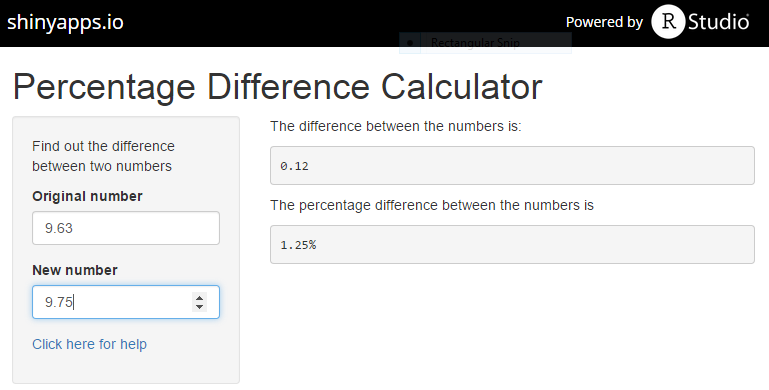 shinyapps.io
Powered by R Studio
Rectangular Snip
Percentage Difference Calculator
Find out the difference
between two numbers
Original number
9.63
New number
9.75
Click here for help
The difference between the numbers is:
0.12
The percentage difference between the numbers is
1.25%